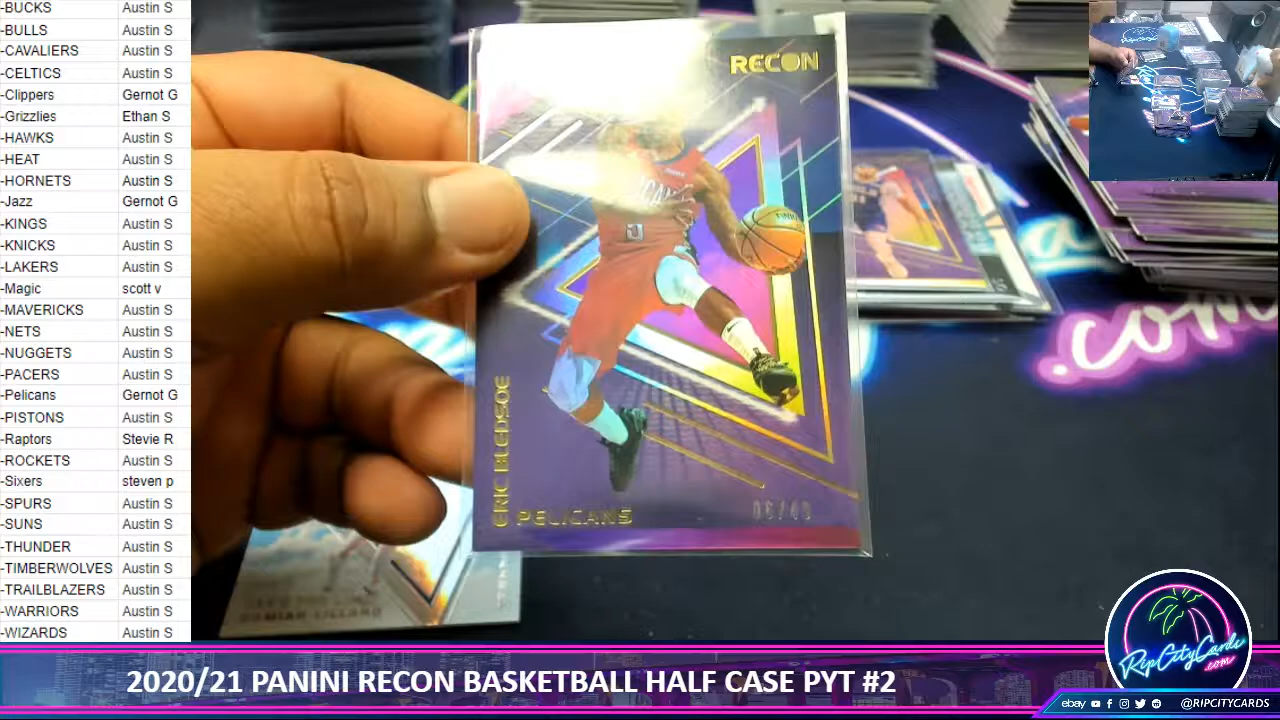 -BUCKS Austin S
-BULLS Austin S
-CAVALIERS Austin S
-CELTICS Austin S
-Clippers Gernot G
-Grizzlies Ethan S
-HAWKS Austin S
-HEAT Austin S
-HORNETS Austin S
-Jazz Gernot G
-KINGS Austin S
-KNICKS Austin S
-LAKERS Austin S
-Magic scott v
-MAVERICKS Austin S
-NETS Austin S
-NUGGETS Austin S
-PACERS Austin S
-Pelicans Gernot G
-PISTONS Austin S
-Raptors Stevie R
-ROCKETS Austin S
-Sixers steven p
-SPURS Austin S
-SUNS Austin S
-THUNDER Austin S
-TIMBERWOLVES Austin S
-TRAILBLAZERS Austin S
-WARRIORS Austin S
-WIZARDS Austin S
RECON
ERIC BLEDSOE
PELICANS
DAMIAN LILLARD
.com
RipCityCards
.com
2020/21 PANINI RECON BASKETBALL HALF CASE PYT #2
ebay @RIPCITYCARDS